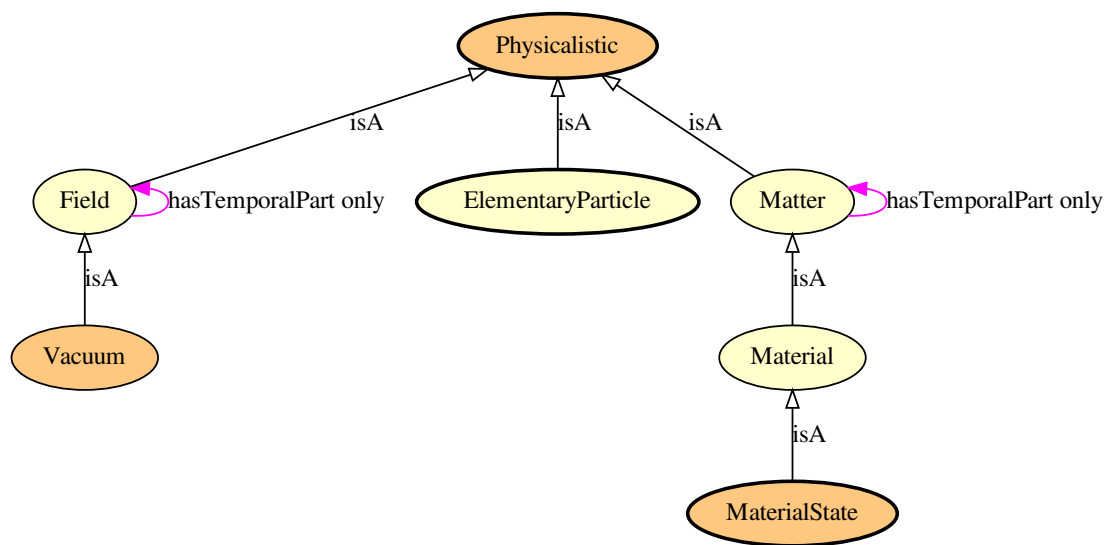 Physicalistic
isA
isA
isA
Field
hasTemporalPart only
ElementaryParticle
Matter
hasTemporalPart only
isA
isA
Vacuum
Material
isA
MaterialState